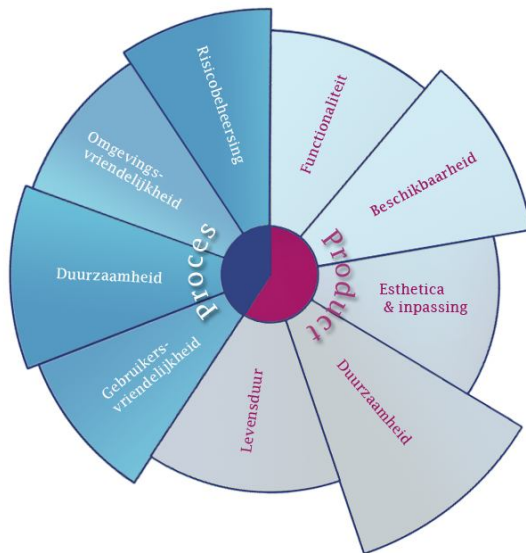 Risicobeheersing
Functionaliteit
Omgevings-
vriendelijkheid
Beschikbaarheid
Proces
Product
Duurzaamheid
Esthetica
& inpassing
Gebruikers-
vriendelijkheid
Levensduur
Duurzaamheid